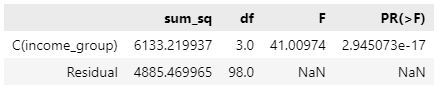 sum_sq df F PR(>F)
C(income_group) 6133.219937 3.0 41.00974 2.945073e-17
Residual 4885.469965 98.0 NaN NaN